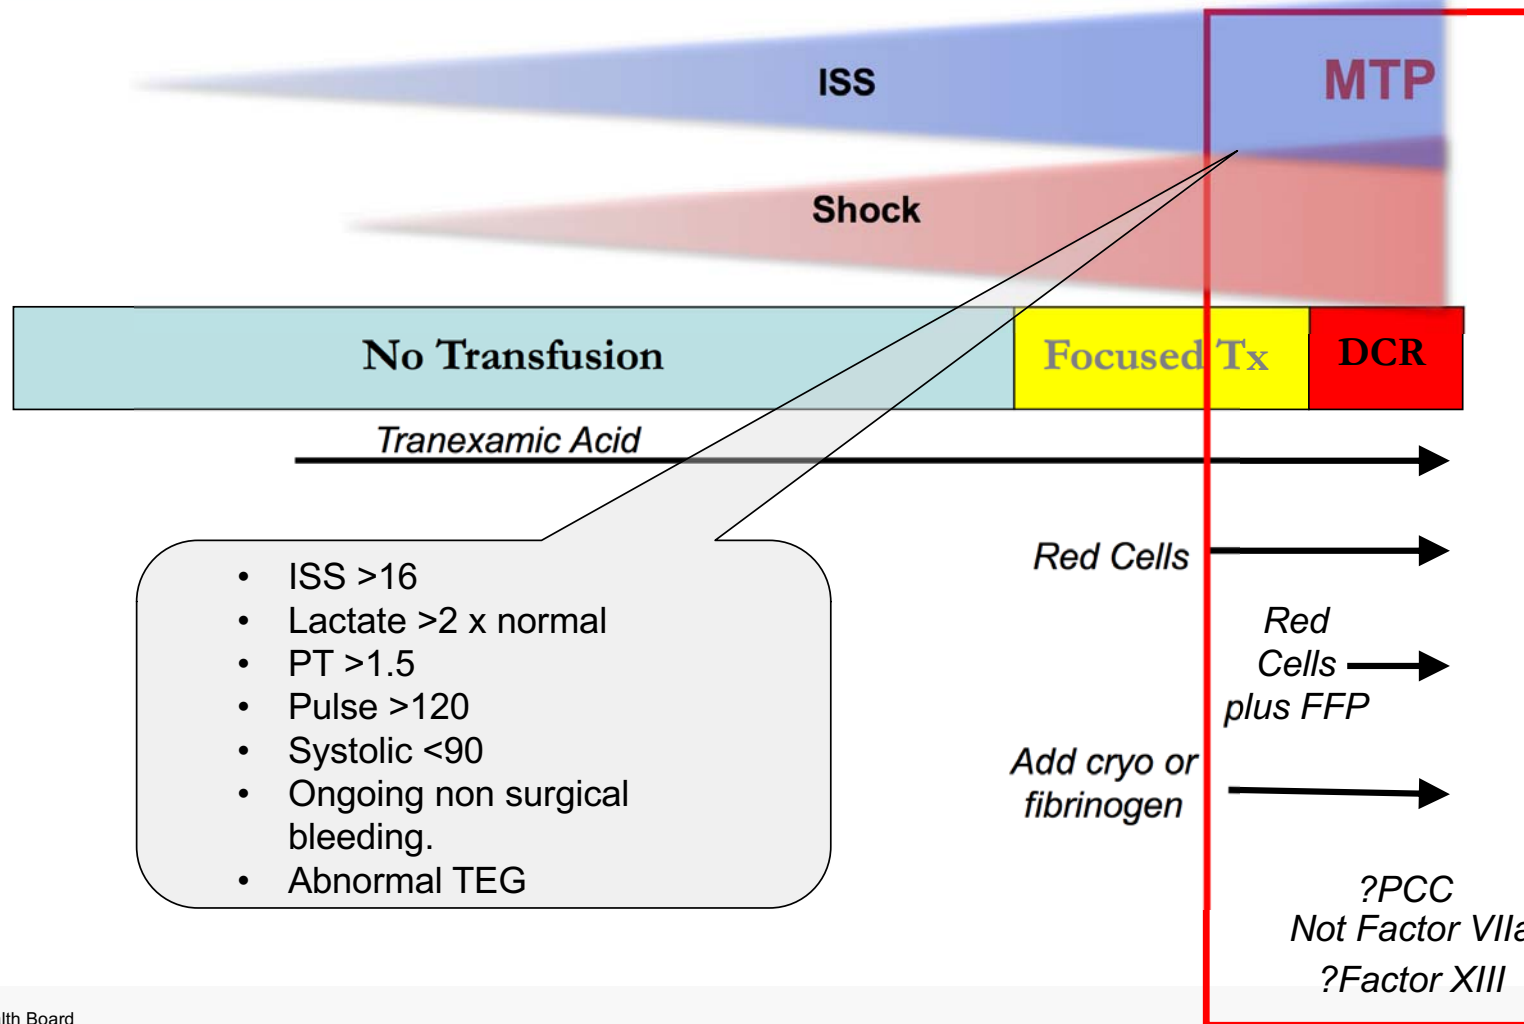 ISS
MTP
Shock
No Transfusion
Focused Tx
DCR
Tranexamic Acid
• ISS >16
• Lactate >2 x normal
• PT >1.5
• Pulse >120
• Systolic <90
• Ongoing non surgical
bleeding.
• Abnormal TEG
Red Cells
Red
Cells
plus FFP
Add cryo or
fibrinogen
?PCC
Not Factor VIIa
?Factor XIII
lth Board